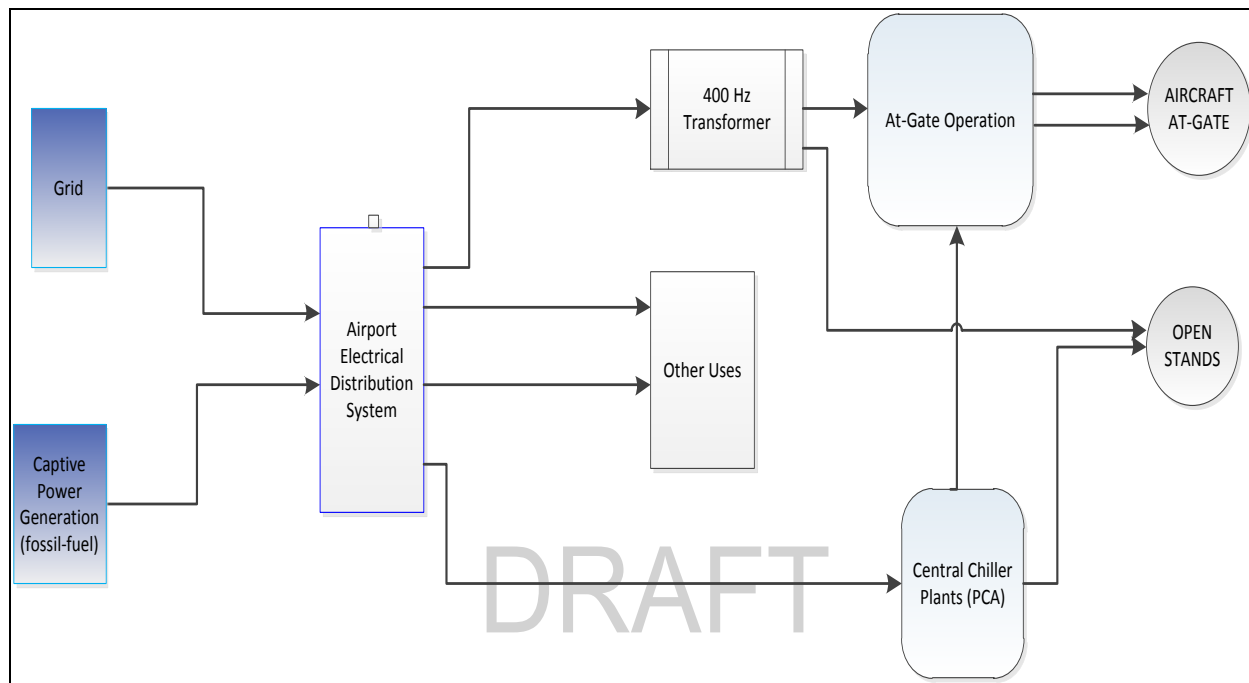 400 Hz
Transformer
At-Gate Operation
AIRCRAFT
AT-GATE
Grid
Airport
Electrical
Distribution
System
Other Uses
OPEN
STANDS
Captive
Power
Generation
(fossil-fuel)
Central Chiller
Plants (PCA)
DRAFT